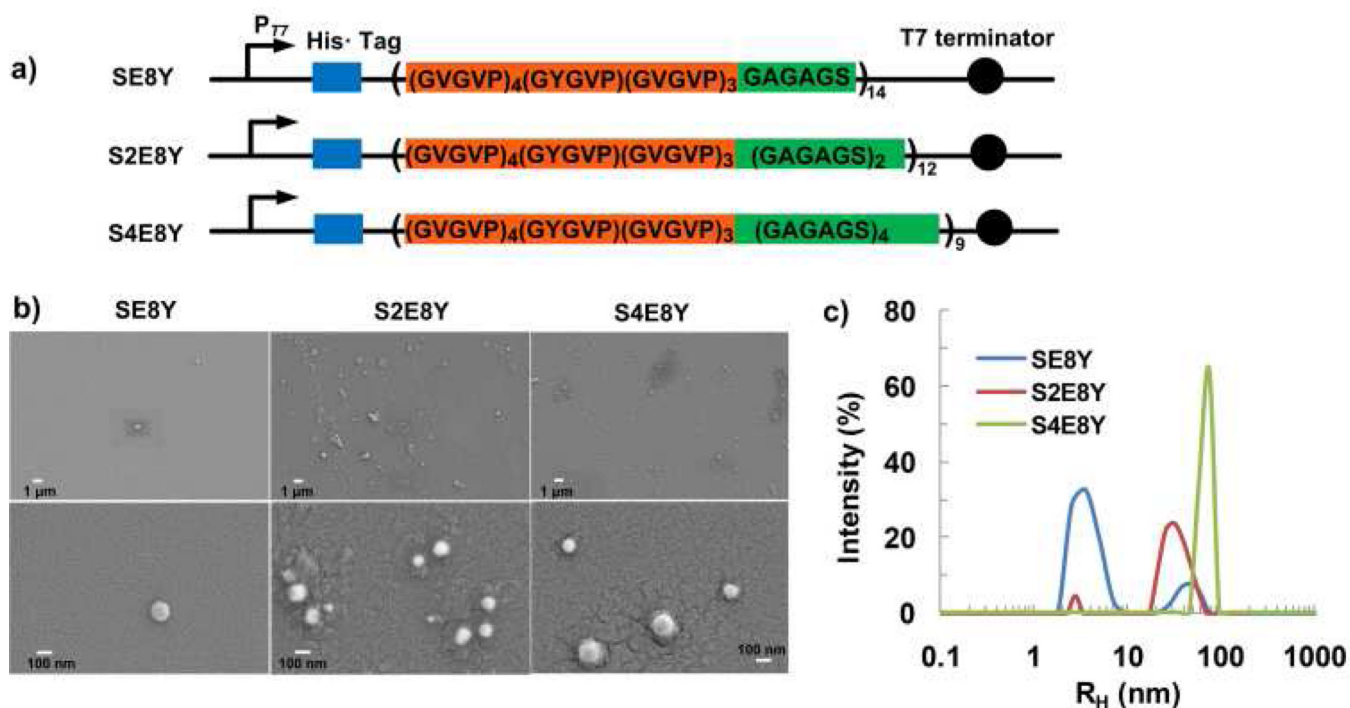 a)
P_T7
His· Tag
T7 terminator
SE8Y
((GVGVP)4(GYGVP)(GVGVP)3 GAGAGS)14
S2E8Y
((GVGVP)4(GYGVP)(GVGVP)3 (GAGAGS)2)12
S4E8Y
((GVGVP)4(GYGVP)(GVGVP)3 (GAGAGS)4)9
b)
SE8Y
S2E8Y
S4E8Y
1 μm
1 μm
1 μm
100 nm
100 nm
100 nm
c)
80
60
40
20
0
Intensity (%)
SE8Y
S2E8Y
S4E8Y
0.1 1 10 100 1000
R_H (nm)